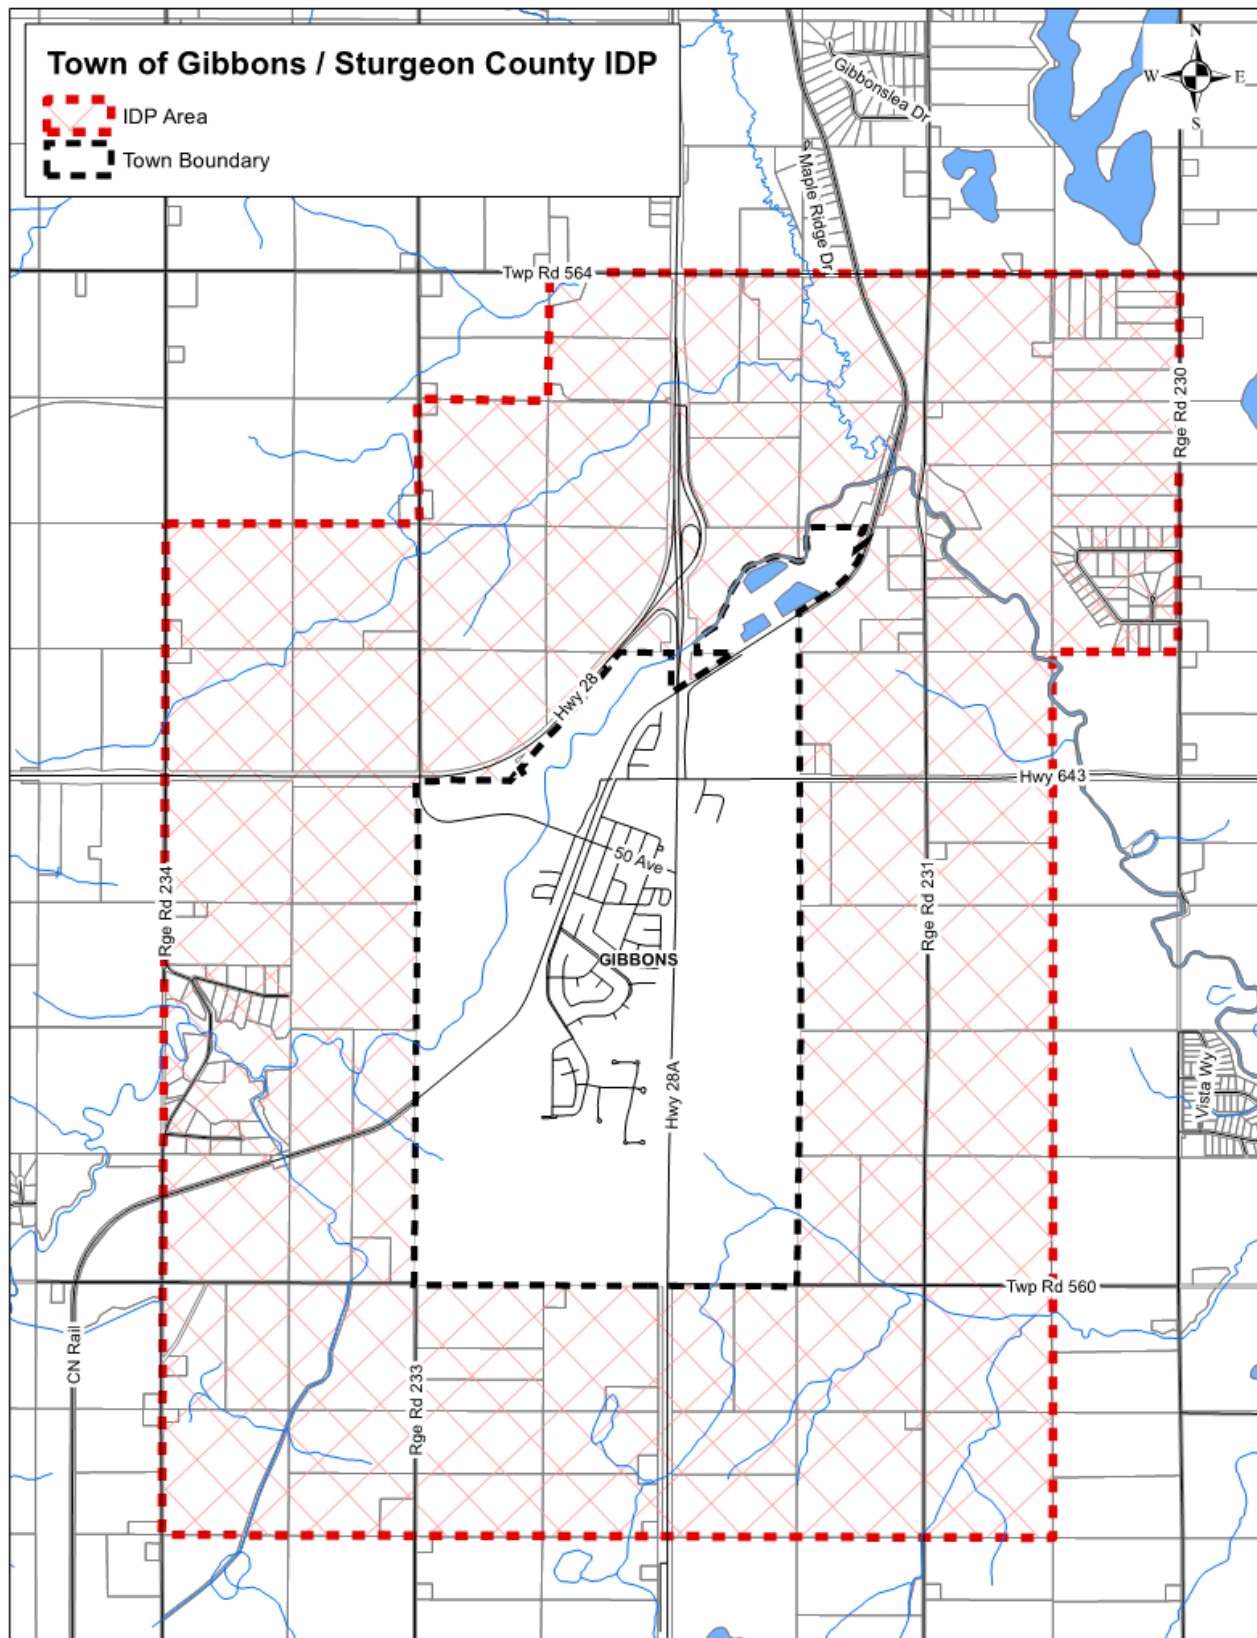 Town of Gibbons / Sturgeon County IDP
IDP Area
Town Boundary
N
W
E
S
Gibbonslea Dr
Maple Ridge Dr
Twp Rd 564
Rge Rd 230
Hwy 28
Hwy 643
50 Ave
Rge Rd 234
Rge Rd 231
GIBBONS
Hwy 28A
Vista Wy
Twp Rd 560
CN Rail
Rge Rd 233